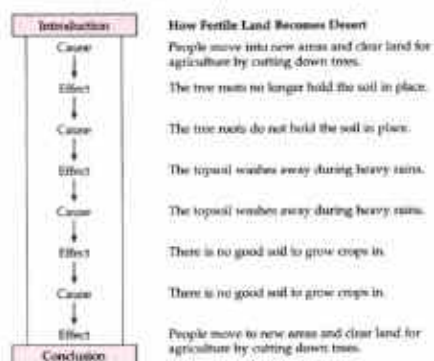 Introduction How Fertile Land Becomes Desert
Cause People move into new areas and clear land for
agriculture by cutting down trees.
Effect The tree roots no longer hold the soil in place.
Cause The tree roots do not hold the soil in place.
Effect The topsoil washes away during heavy rains.
Cause The topsoil washes away during heavy rains.
Effect There is no good soil to grow crops in.
Cause There is no good soil to grow crops in.
Effect People move to new areas and clear land for
Conclusion agriculture by cutting down trees.